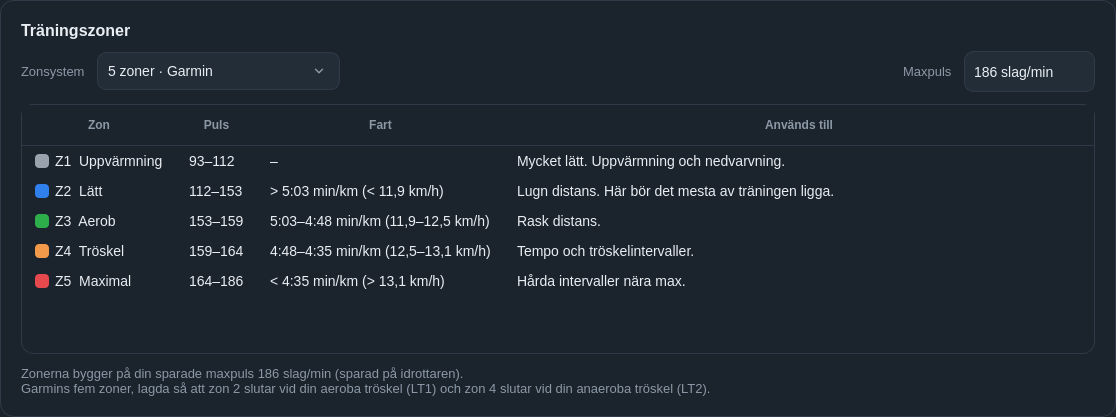 Träningszoner
Zonsystem 5 zoner · Garmin Maxpuls 186 slag/min
Zon Puls Fart Används till
Z1 Uppvärmning 93–112 – Mycket lätt. Uppvärmning och nedvarvning.
Z2 Lätt 112–153 > 5:03 min/km (< 11,9 km/h) Lugn distans. Här bör det mesta av träningen ligga.
Z3 Aerob 153–159 5:03–4:48 min/km (11,9–12,5 km/h) Rask distans.
Z4 Tröskel 159–164 4:48–4:35 min/km (12,5–13,1 km/h) Tempo och tröskelintervaller.
Z5 Maximal 164–186 < 4:35 min/km (> 13,1 km/h) Hårda intervaller nära max.
Zonerna bygger på din sparade maxpuls 186 slag/min (sparad på idrottaren).
Garmins fem zoner, lagda så att zon 2 slutar vid din aeroba tröskel (LT1) och zon 4 slutar vid din anaeroba tröskel (LT2).